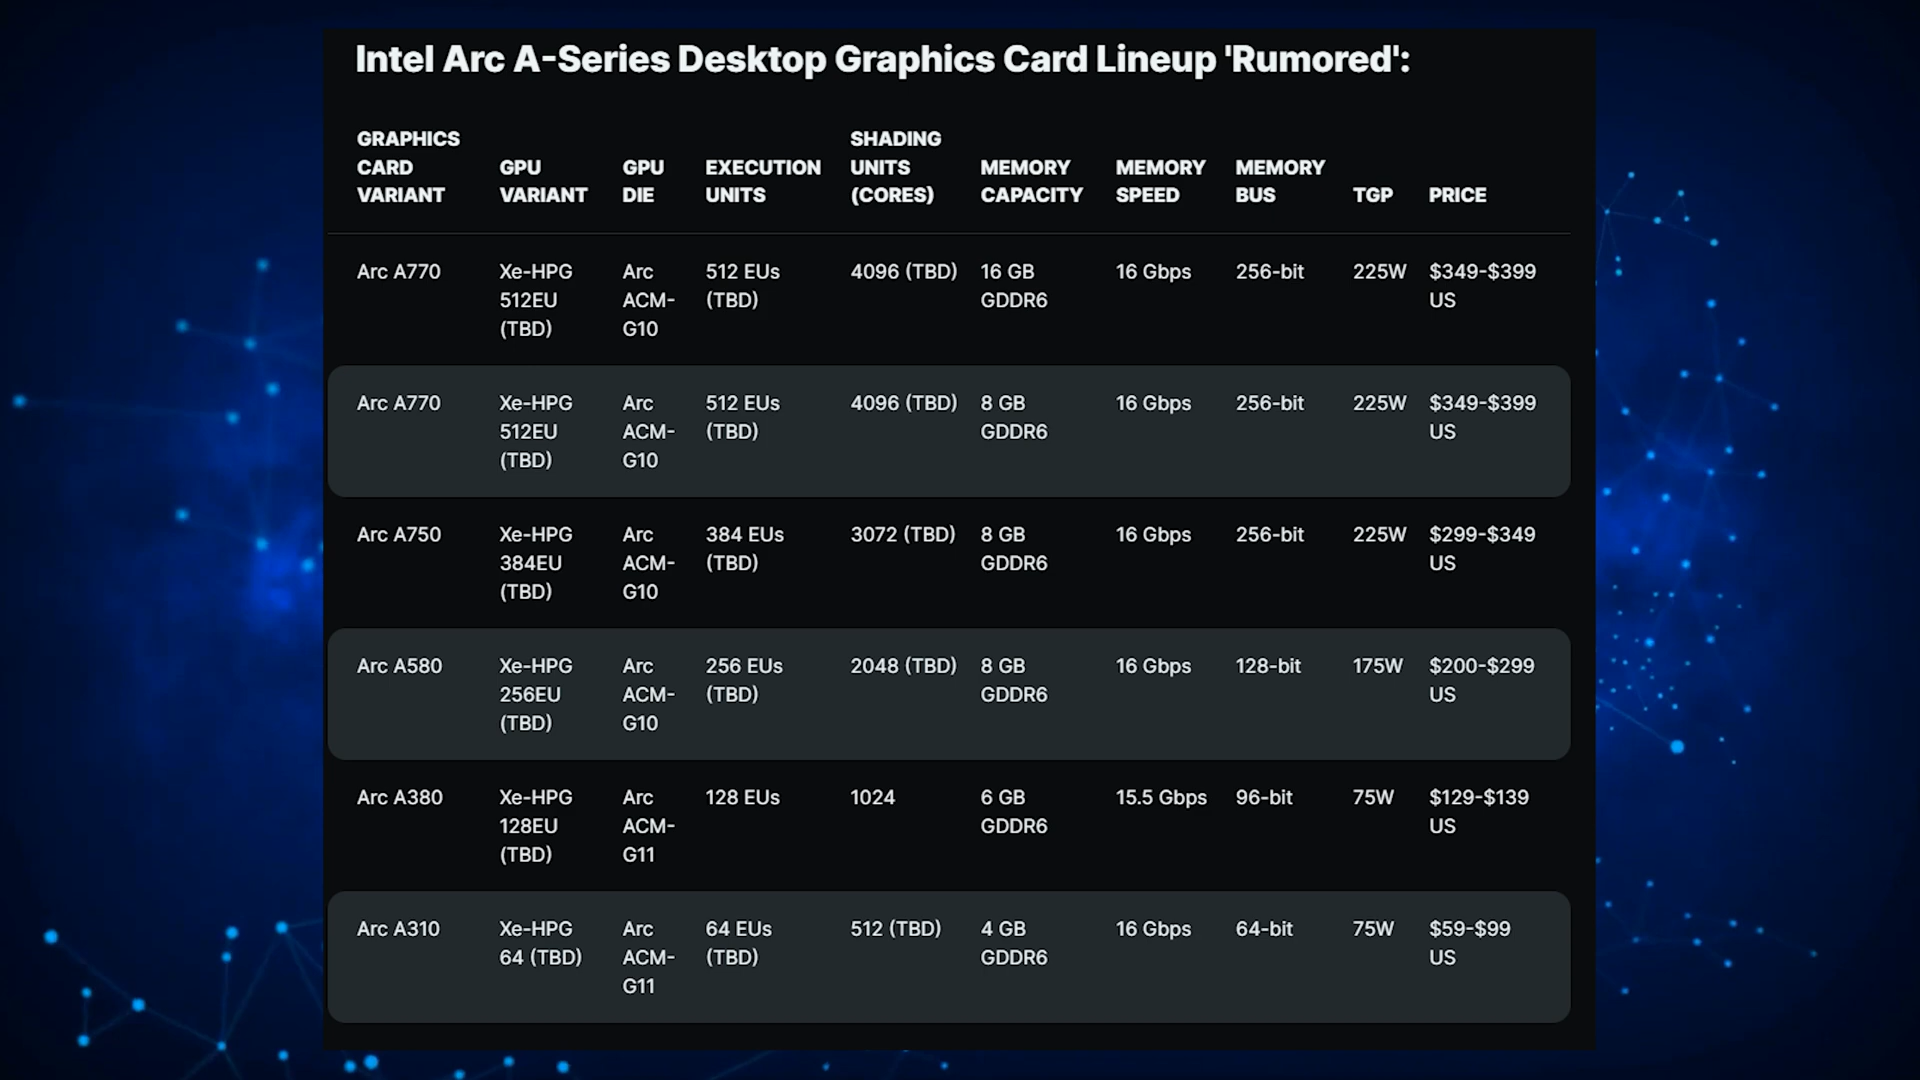 Intel Arc A-Series Desktop Graphics Card Lineup 'Rumored':
GRAPHICS CARD VARIANT GPU VARIANT GPU DIE EXECUTION UNITS SHADING UNITS (CORES) MEMORY CAPACITY MEMORY SPEED MEMORY BUS TGP PRICE
Arc A770 Xe-HPG 512EU (TBD) Arc ACM-G10 512 EUs (TBD) 4096 (TBD) 16 GB GDDR6 16 Gbps 256-bit 225W $349-$399 US
Arc A770 Xe-HPG 512EU (TBD) Arc ACM-G10 512 EUs (TBD) 4096 (TBD) 8 GB GDDR6 16 Gbps 256-bit 225W $349-$399 US
Arc A750 Xe-HPG 384EU (TBD) Arc ACM-G10 384 EUs (TBD) 3072 (TBD) 8 GB GDDR6 16 Gbps 256-bit 225W $299-$349 US
Arc A580 Xe-HPG 256EU (TBD) Arc ACM-G10 256 EUs (TBD) 2048 (TBD) 8 GB GDDR6 16 Gbps 128-bit 175W $200-$299 US
Arc A380 Xe-HPG 128EU (TBD) Arc ACM-G11 128 EUs 1024 6 GB GDDR6 15.5 Gbps 96-bit 75W $129-$139 US
Arc A310 Xe-HPG 64 (TBD) Arc ACM-G11 64 EUs (TBD) 512 (TBD) 4 GB GDDR6 16 Gbps 64-bit 75W $59-$99 US